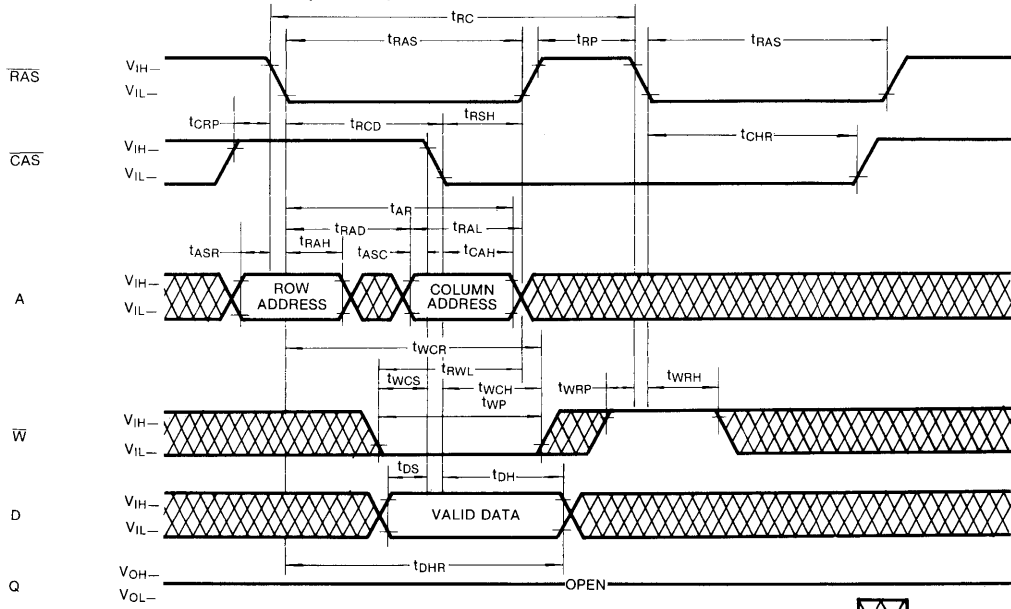 tRC
tRAS tRP tRAS
RAS VIH
VIL
tCRP tRCD tRSH tCHR
CAS VIH
VIL
tAR
tRAD tRAL
tASR tRAH tASC tCAH
A VIH
VIL
ROW ADDRESS
COLUMN ADDRESS
tWCR
tRWL
tWCS tWCH tWRP tWRH
tWP
W VIH
VIL
tDS tDH
D VIH
VIL
VALID DATA
tDHR
Q VOH
VOL
OPEN